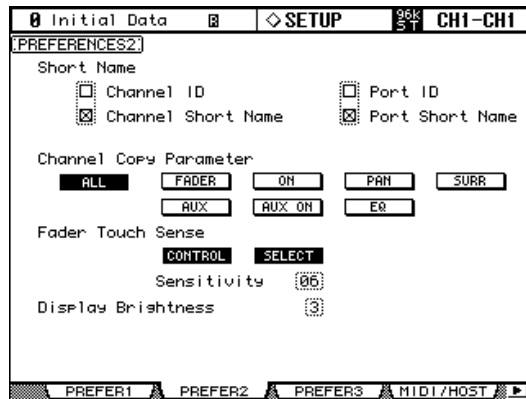 0 Initial Data R ◇SETUP 96k ST CH1-CH1
PREFERENCES2
Short Name
Channel ID Port ID
Channel Short Name Port Short Name
Channel Copy Parameter
ALL FADER ON PAN SURR
AUX AUX ON EQ
Fader Touch Sense
CONTROL SELECT
Sensitivity 06
Display Brightness 3
PREFER1 PREFER2 PREFER3 MIDI/HOST